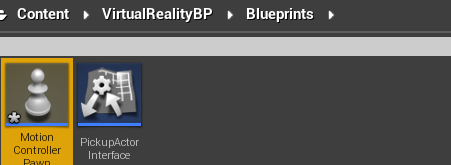 Content VirtualRealityBP Blueprints
Motion PickupActor
Controller Interface
Pawn